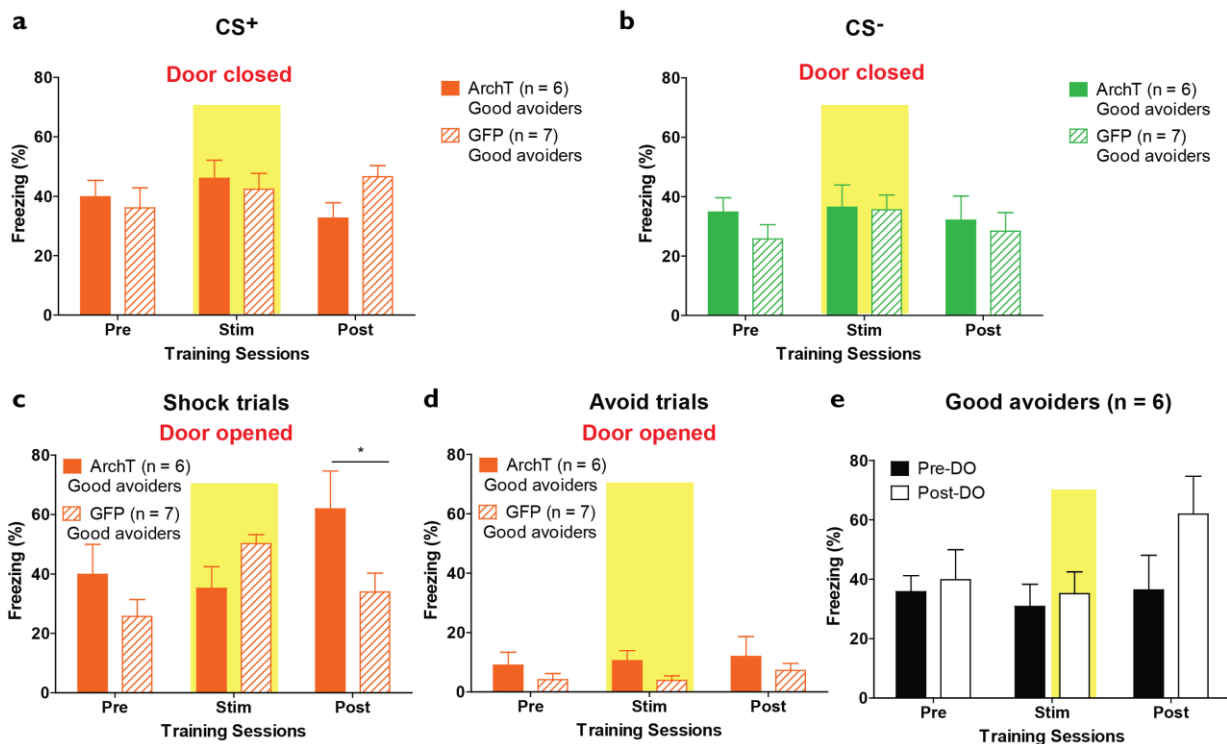 a
CS+
Door closed
Freezing (%)
80
60
40
20
0
Pre
Stim
Post
Training Sessions
ArchT (n = 6)
Good avoiders
GFP (n = 7)
Good avoiders
b
CS-
Door closed
Freezing (%)
80
60
40
20
0
Pre
Stim
Post
Training Sessions
ArchT (n = 6)
Good avoiders
GFP (n = 7)
Good avoiders
c
Shock trials
Door opened
Freezing (%)
80
60
40
20
0
ArchT (n = 6)
Good avoiders
GFP (n = 7)
Good avoiders
*
Pre
Stim
Post
Training Sessions
d
Avoid trials
Door opened
Freezing (%)
80
60
40
20
0
ArchT (n = 6)
Good avoiders
GFP (n = 7)
Good avoiders
Pre
Stim
Post
Training Sessions
e
Good avoiders (n = 6)
Freezing (%)
80
60
40
20
0
Pre-DO
Post-DO
Pre
Stim
Post
Training Sessions